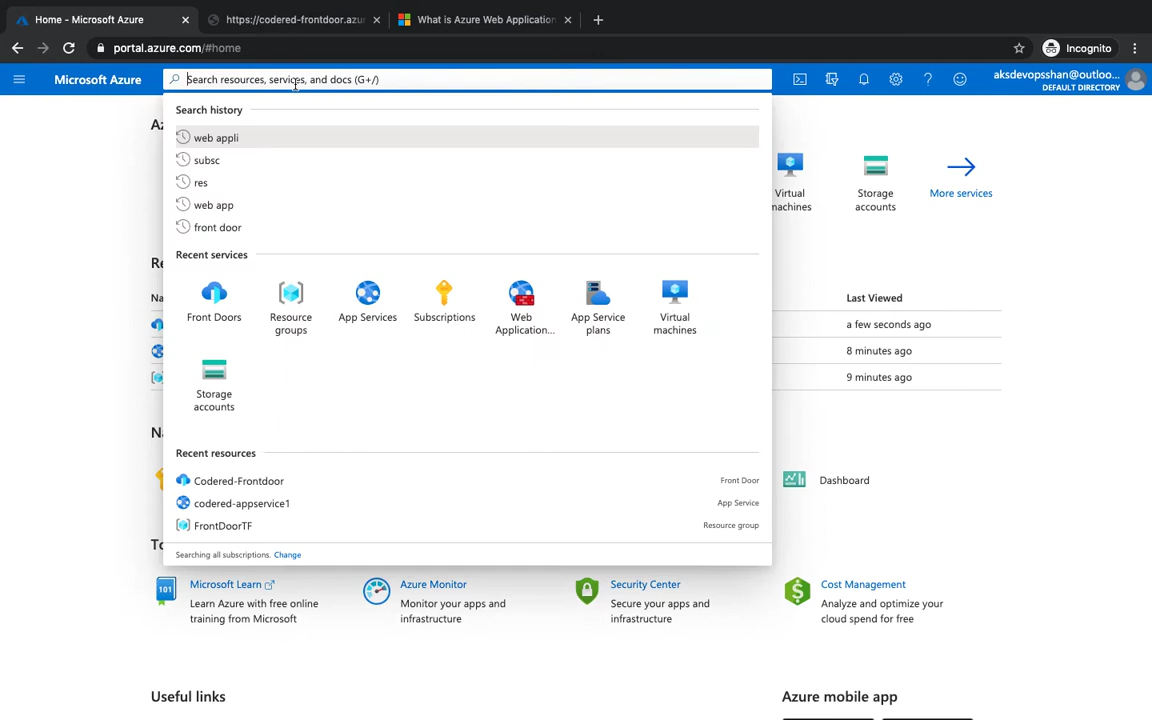 Home - Microsoft Azure
https://codered-frontdoor.azur
What is Azure Web Application
portal.azure.com/#home
Incognito
Microsoft Azure
Search resources, services, and docs (G+/)
aksdevopsshan@outloo...
DEFAULT DIRECTORY
Search history
web appli
subsc
res
web app
front door
Recent services
Front Doors
Resource groups
App Services
Subscriptions
Web Application...
App Service plans
Virtual machines
Storage accounts
Recent resources
Codered-Frontdoor
Front Door
codered-appservice1
App Service
FrontDoorTF
Resource group
Searching all subscriptions. Change
Az
Virtual
machines
Storage
accounts
More services
Re
Na
Last Viewed
a few seconds ago
8 minutes ago
9 minutes ago
Na
Dashboard
To
Microsoft Learn
Learn Azure with free online
training from Microsoft
Azure Monitor
Monitor your apps and
infrastructure
Security Center
Secure your apps and
infrastructure
Cost Management
Analyze and optimize your
cloud spend for free
Useful links
Azure mobile app